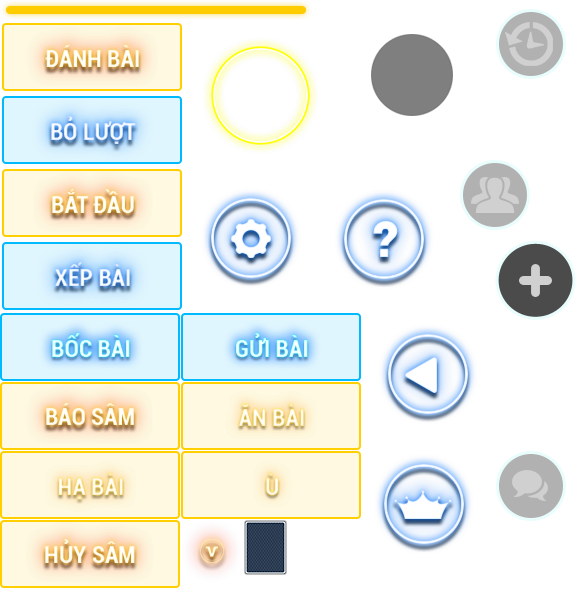 ĐÁNH BÀI
BỎ LƯỢT
BẮT ĐẦU
XẾP BÀI
BỐC BÀI
GỬI BÀI
BÁO SÂM
ĂN BÀI
HẠ BÀI
Ù
HỦY SÂM
V
?